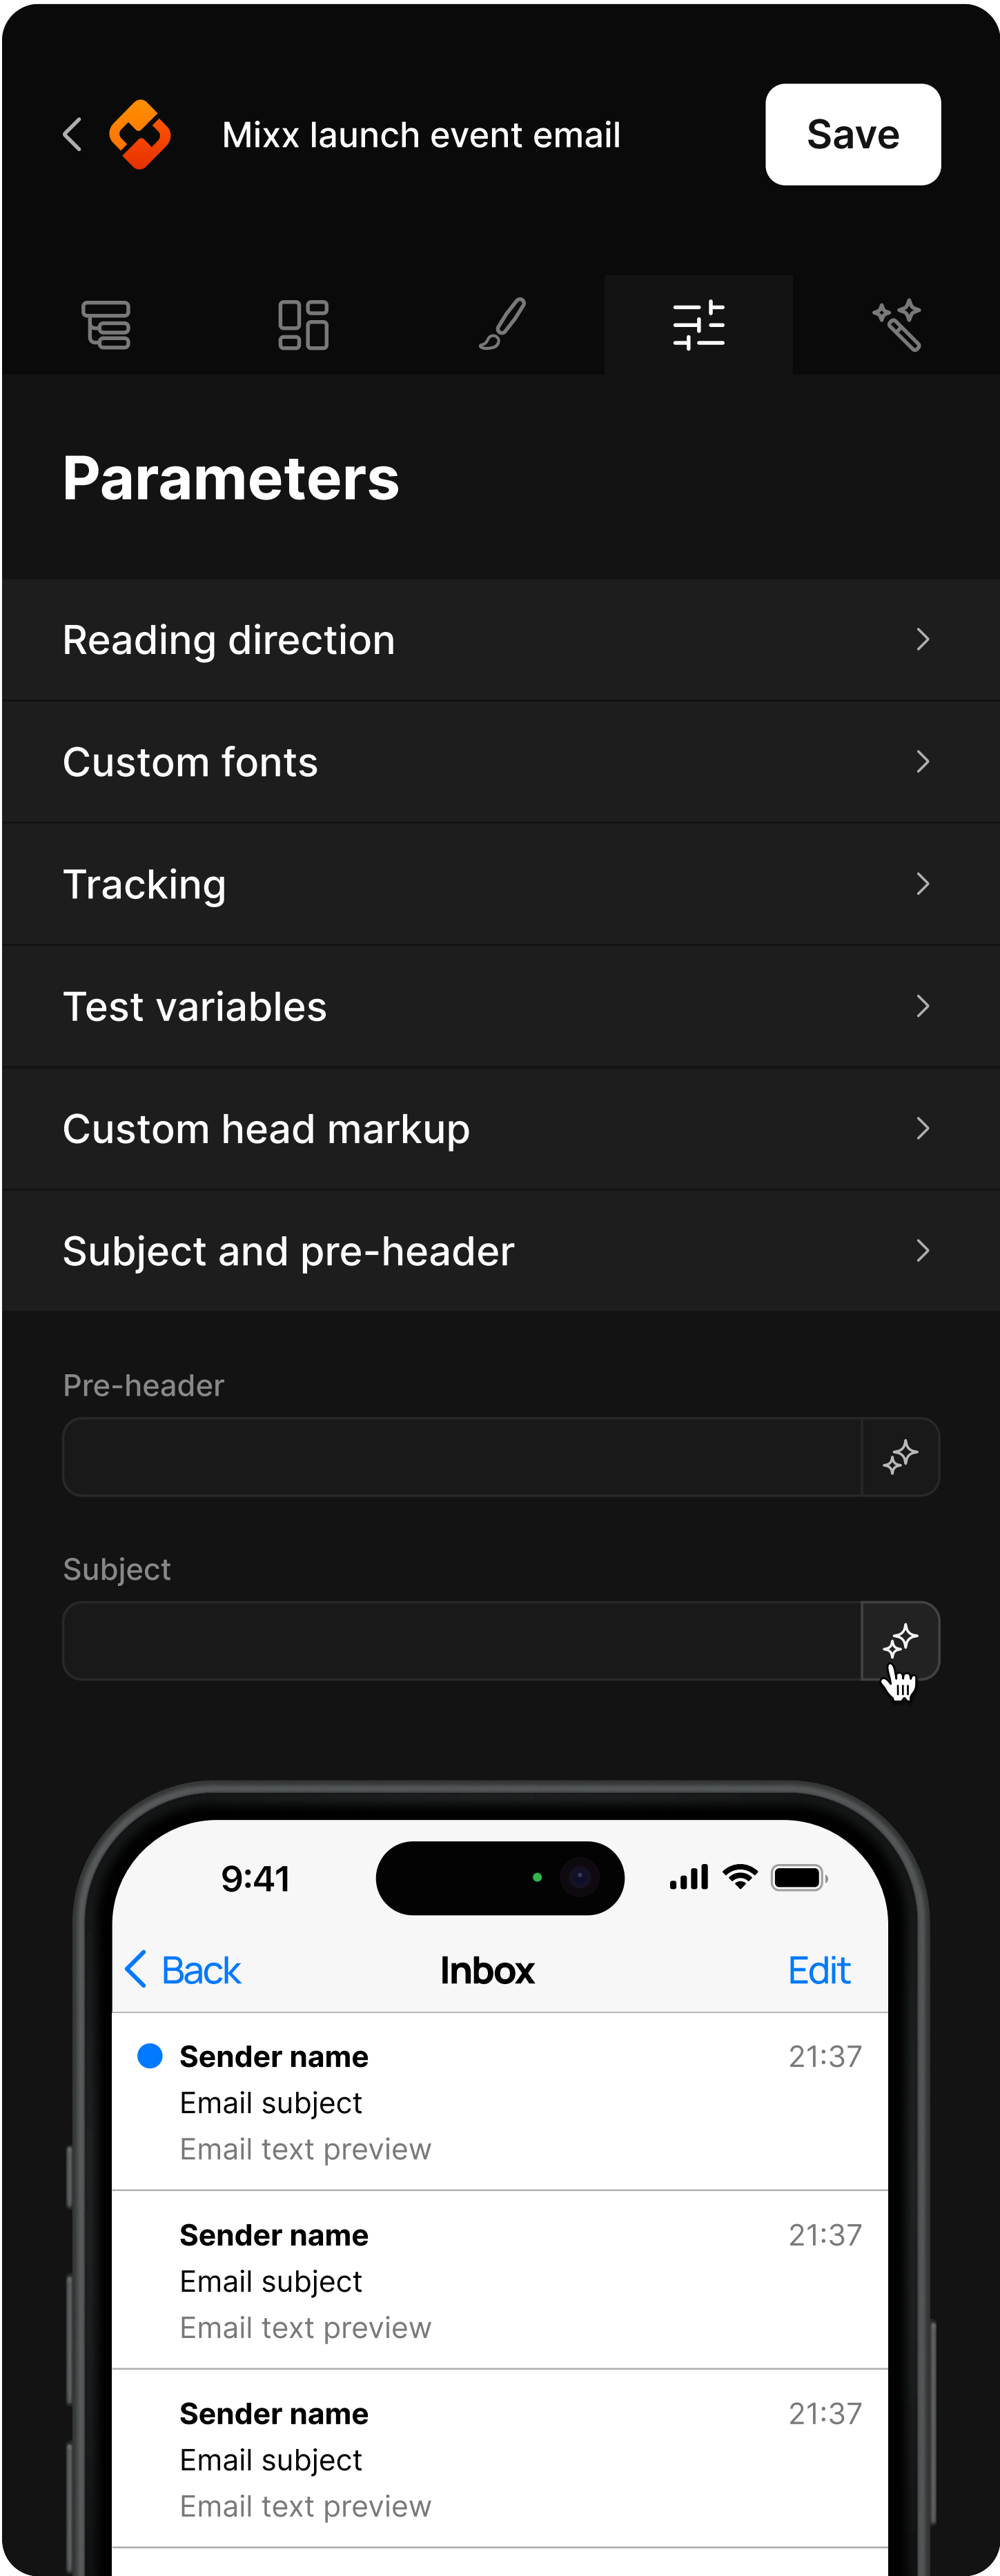 Mixx launch event email
Save
Parameters
Reading direction
Custom fonts
Tracking
Test variables
Custom head markup
Subject and pre-header
Pre-header
Subject
9:41
Back Inbox Edit
Sender name 21:37
Email subject
Email text preview
Sender name 21:37
Email subject
Email text preview
Sender name 21:37
Email subject
Email text preview